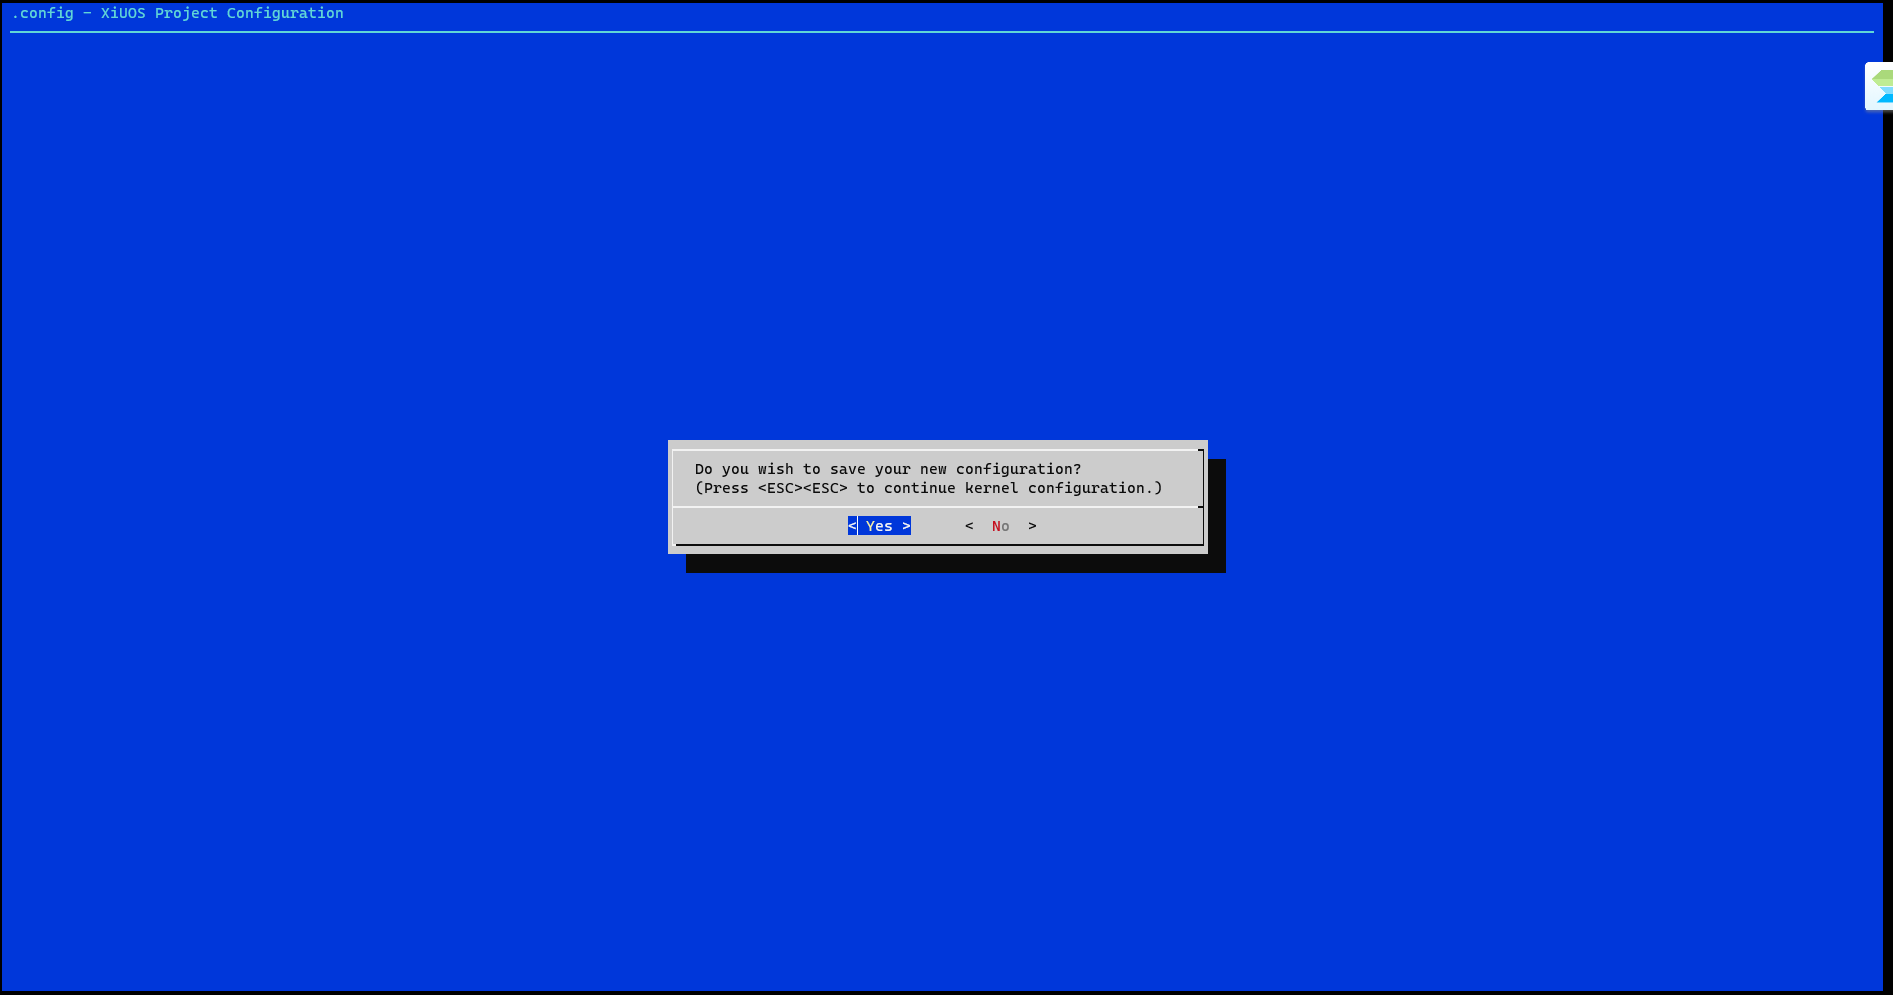 .config - XiUOS Project Configuration
Do you wish to save your new configuration?
(Press <ESC><ESC> to continue kernel configuration.)
< Yes >      <  No  >